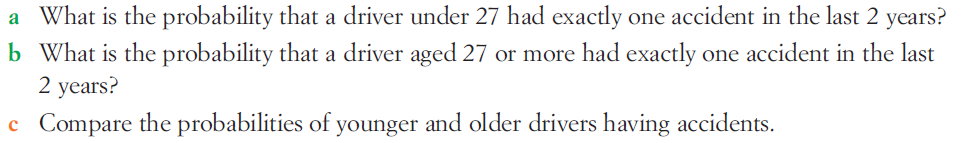 a What is the probability that a driver under 27 had exactly one accident in the last 2 years?
b What is the probability that a driver aged 27 or more had exactly one accident in the last
2 years?
c Compare the probabilities of younger and older drivers having accidents.